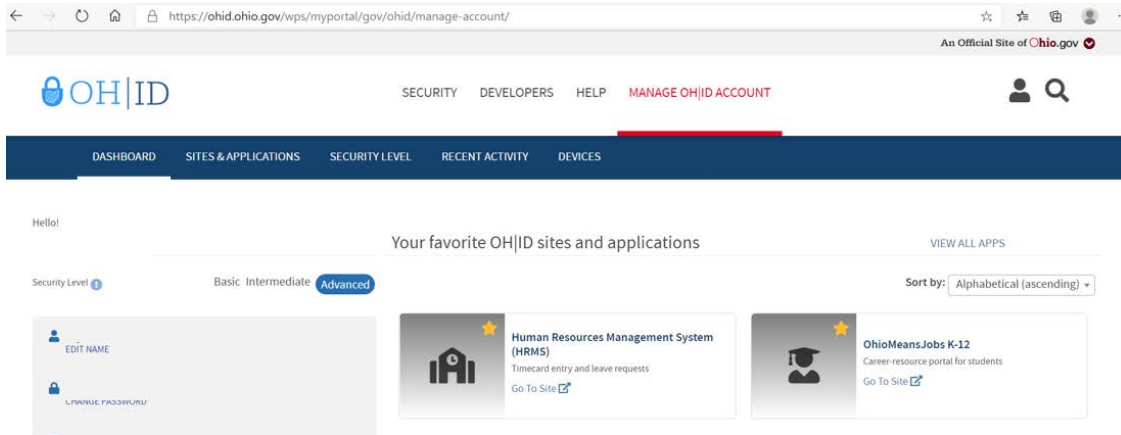 https://ohid.ohio.gov/wps/myportal/gov/ohid/manage-account/
An Official Site of Ohio.gov
OH|ID
SECURITY DEVELOPERS HELP MANAGE OH|ID ACCOUNT
DASHBOARD SITES & APPLICATIONS SECURITY LEVEL RECENT ACTIVITY DEVICES
Hello!
Your favorite OH|ID sites and applications
VIEW ALL APPS
Security Level
Basic Intermediate Advanced
Sort by: Alphabetical (ascending)
EDIT NAME
CHANGE PASSWORD
Human Resources Management System
(HRMS)
Timecard entry and leave requests
Go To Site
OhioMeansJobs K-12
Career-resource portal for students
Go To Site